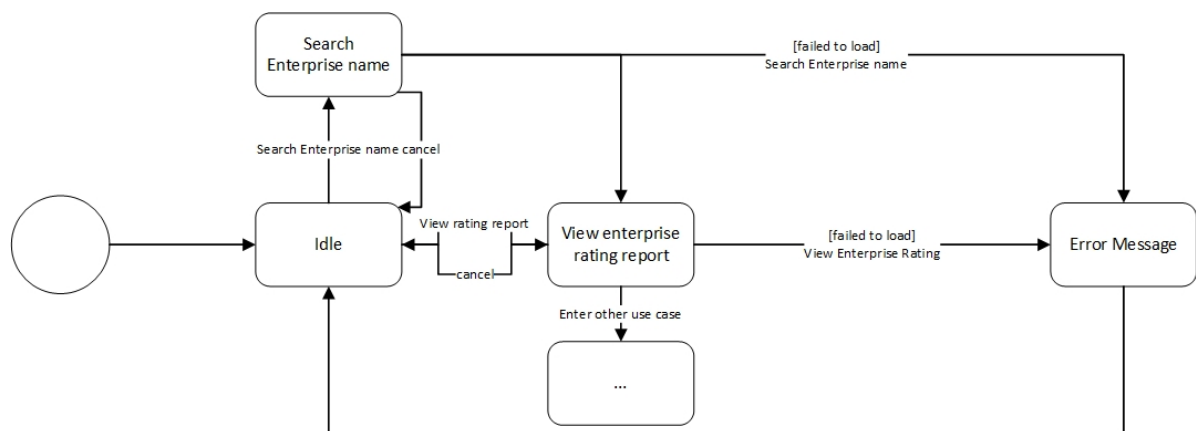 Search
Enterprise name
[failed to load]
Search Enterprise name
Search Enterprise name cancel
Idle
View rating report
cancel
View enterprise
rating report
[failed to load]
View Enterprise Rating
Error Message
Enter other use case
...